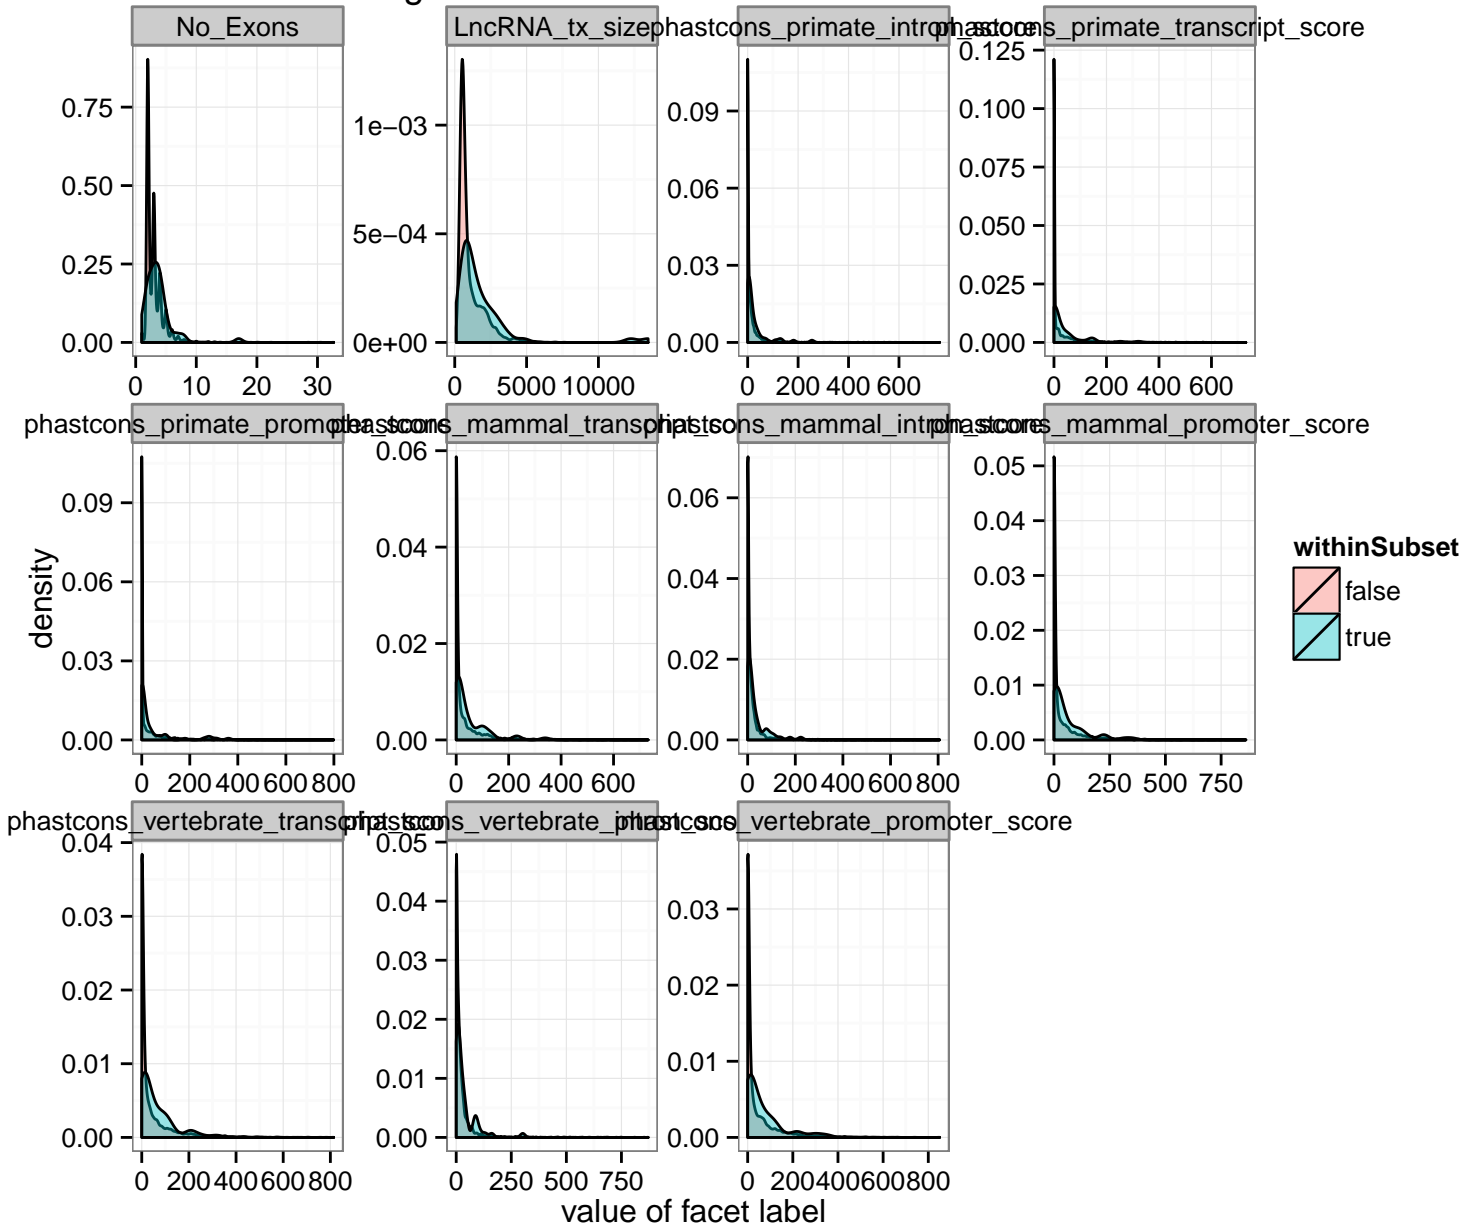 g
No_Exons
LncRNA_tx_size
phastcons_primate_intron_score
phastcons_primate_transcript_score
0.75
0.50
0.25
0.00
0 10 20 30
1e−03
5e−04
0e+00
0 5000 10000
0.09
0.06
0.03
0.00
0 200 400 600
0.125
0.100
0.075
0.050
0.025
0.000
0 200 400 600
phastcons_primate_promoter_score
phastcons_mammal_transcript_score
phastcons_mammal_intron_score
phastcons_mammal_promoter_score
density
0.09
0.06
0.03
0.00
0 200 400 600 800
0.06
0.04
0.02
0.00
0 200 400 600
0.06
0.04
0.02
0.00
0 200 400 600 800
0.05
0.04
0.03
0.02
0.01
0.00
0 250 500 750
withinSubset
false
true
phastcons_vertebrate_transcript_score
phastcons_vertebrate_intron_score
phastcons_vertebrate_promoter_score
0.04
0.03
0.02
0.01
0.00
0 200 400 600 800
0.05
0.04
0.03
0.02
0.01
0.00
0 250 500 750
0.03
0.02
0.01
0.00
0 200 400 600 800
value of facet label